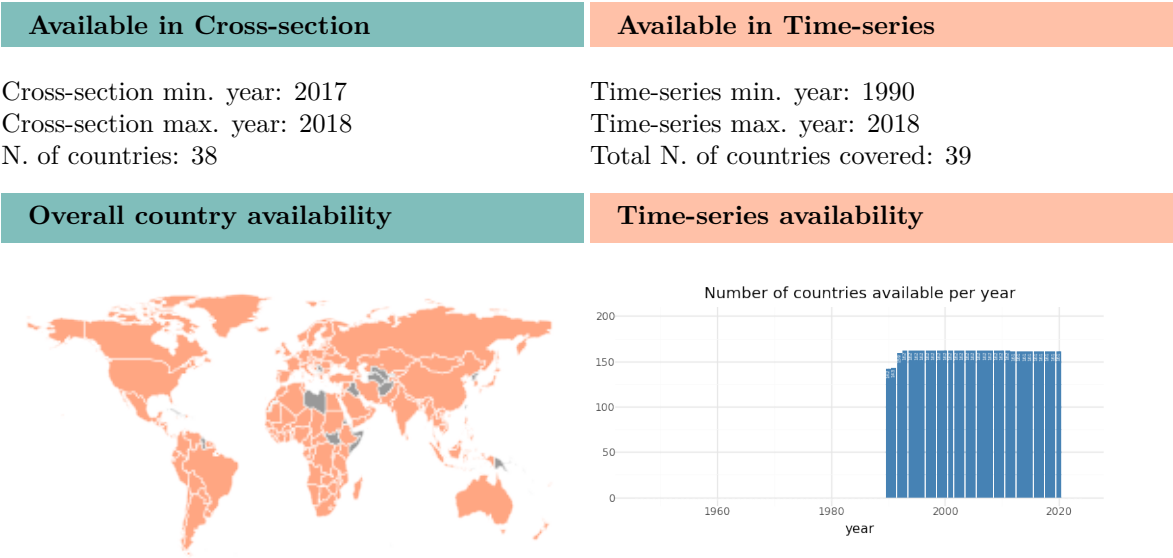 Available in Cross-section
Available in Time-series
Cross-section min. year: 2017
Cross-section max. year: 2018
N. of countries: 38
Time-series min. year: 1990
Time-series max. year: 2018
Total N. of countries covered: 39
Overall country availability
Time-series availability
Number of countries available per year
200
150
100
50
0
1960
1980
2000
2020
year